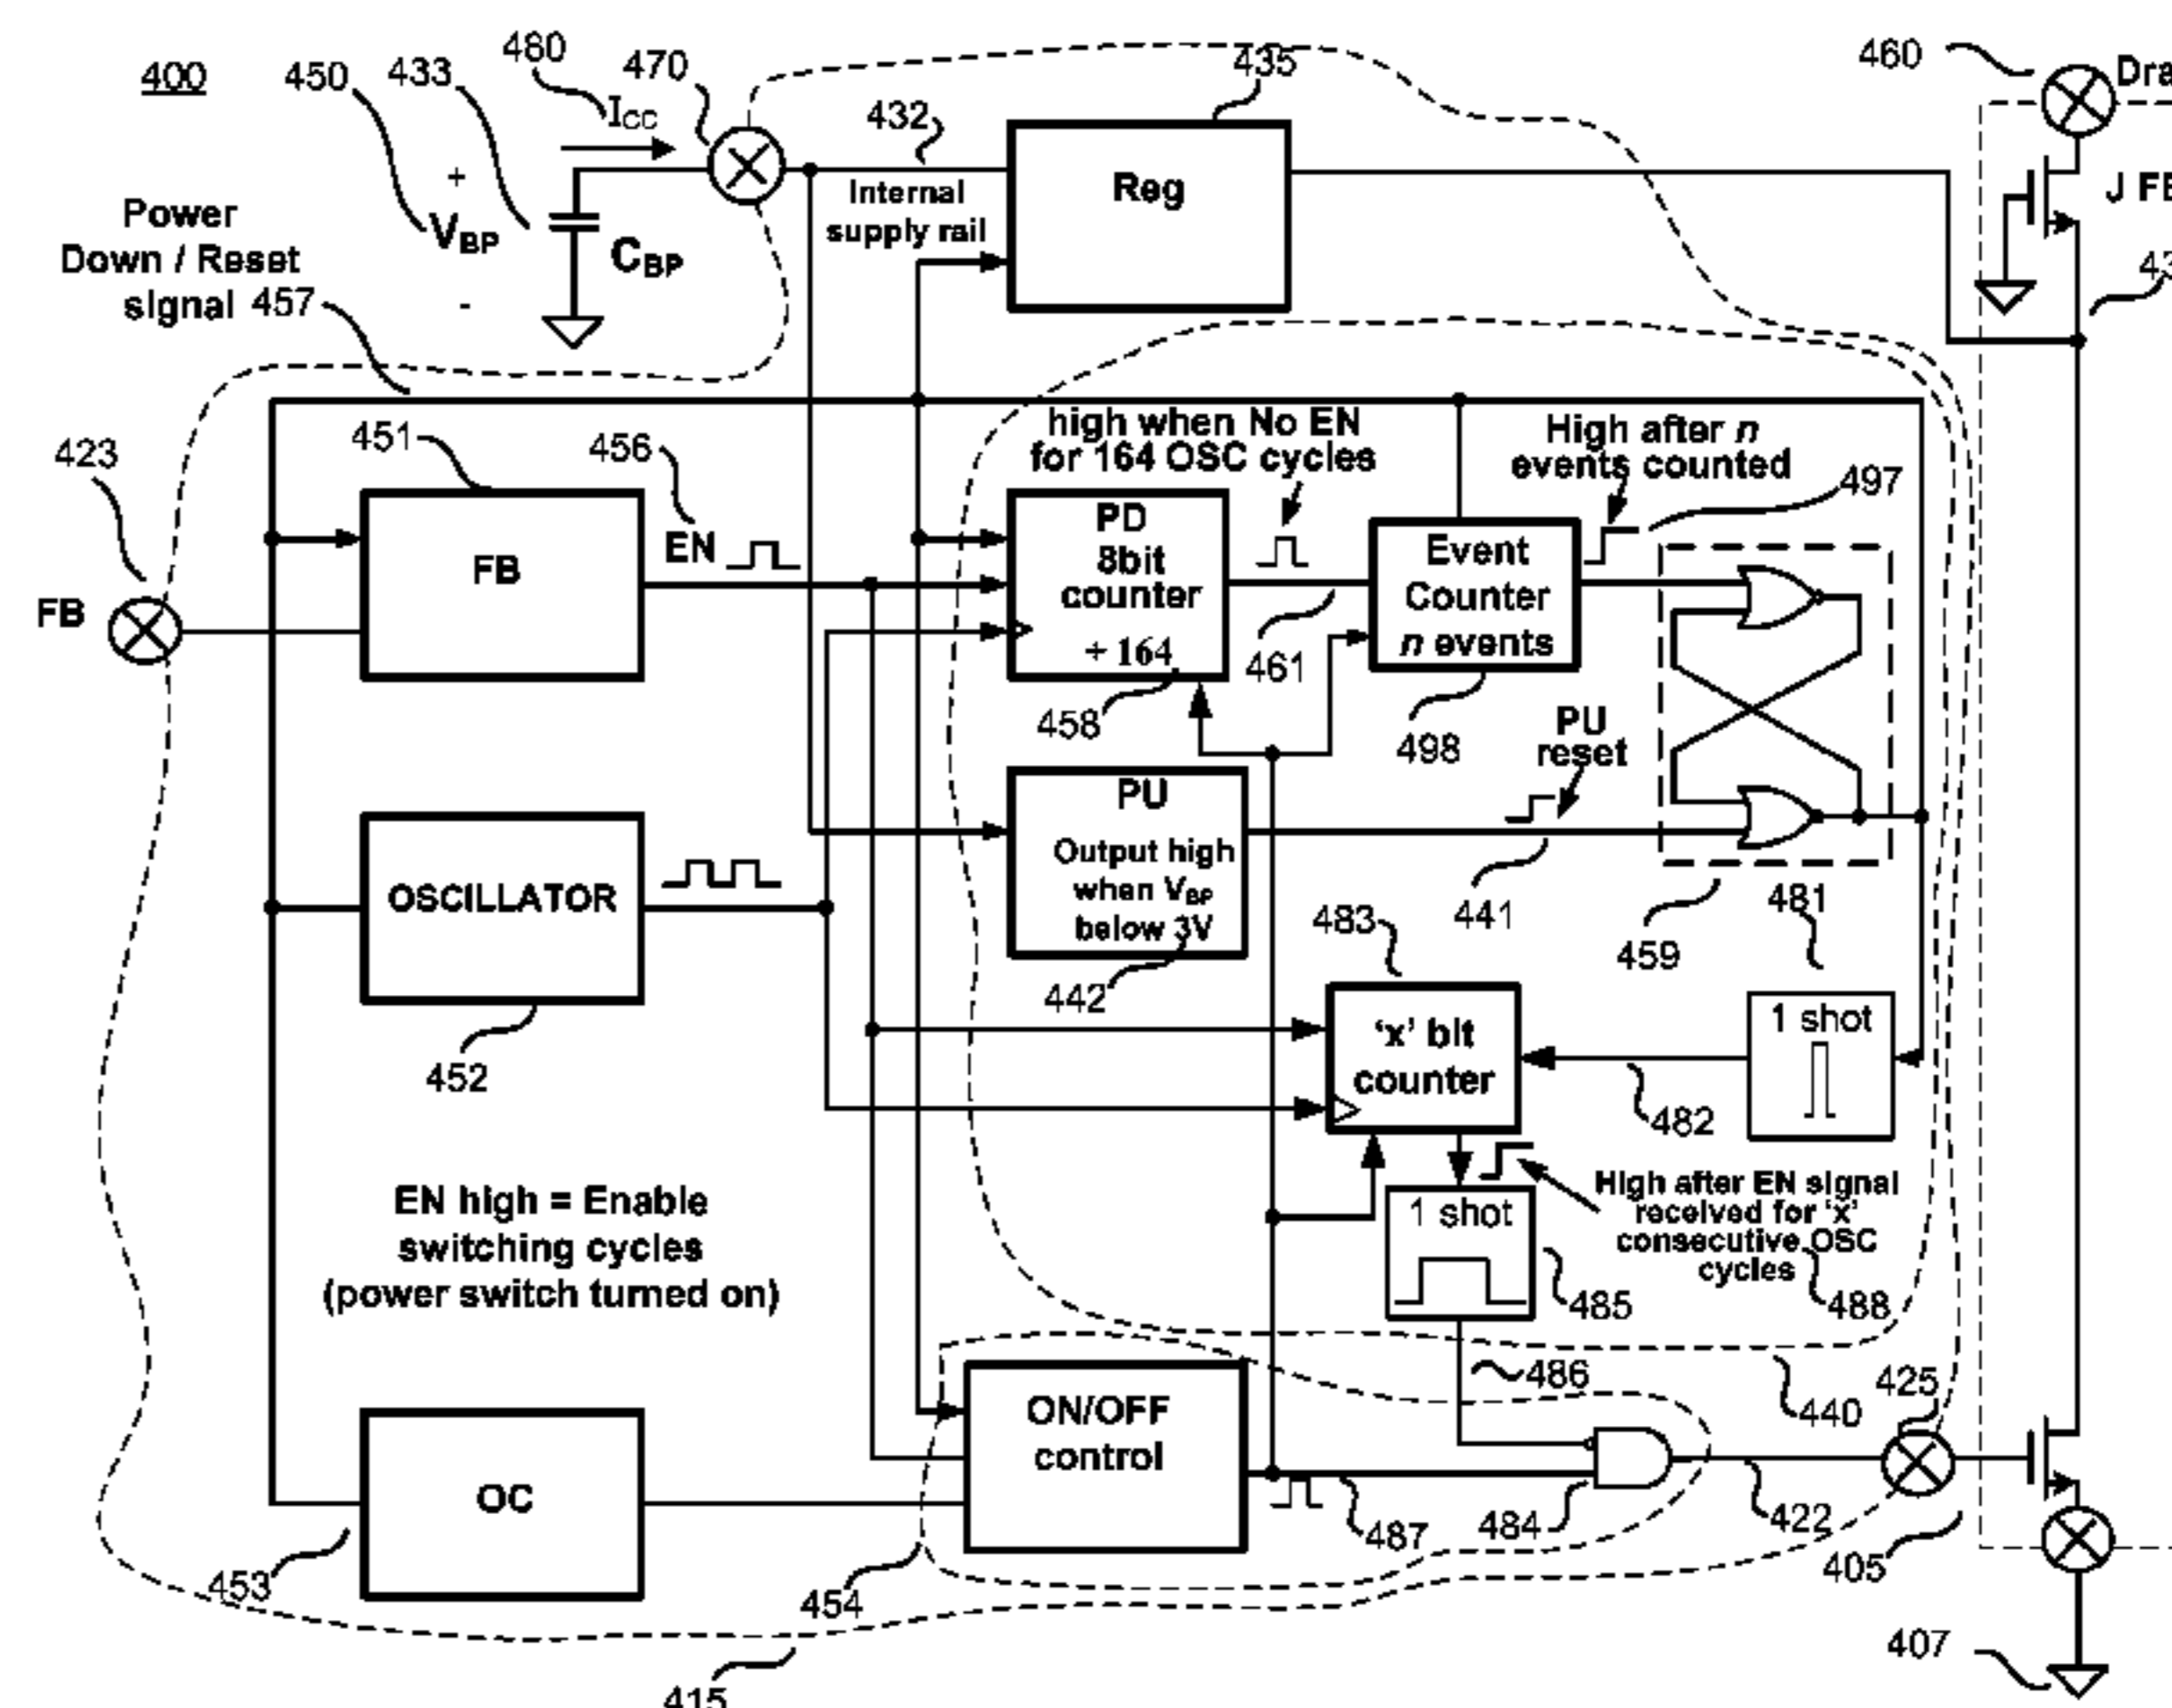 400
450
433
480
470
435
460
Dra
ICC
432
+
VBP
-
CBP
Internal
supply rail
Reg
J FE
Power
Down / Reset
signal 457
423
451
456
EN
FB
FB
high when No EN
for 164 OSC cycles
High after n
events counted
497
PD
8bit
counter
÷ 164
458
461
Event
Counter
n events
498
PU
reset
PU
Output high
when VBP
below 3V
442
441
459
481
OSCILLATOR
452
483
'x' bit
counter
482
1 shot
1 shot
485
High after EN signal
received for 'x'
consecutive OSC
cycles
488
EN high = Enable
switching cycles
(power switch turned on)
486
440
425
OC
453
ON/OFF
control
454
487
484
422
405
407
415